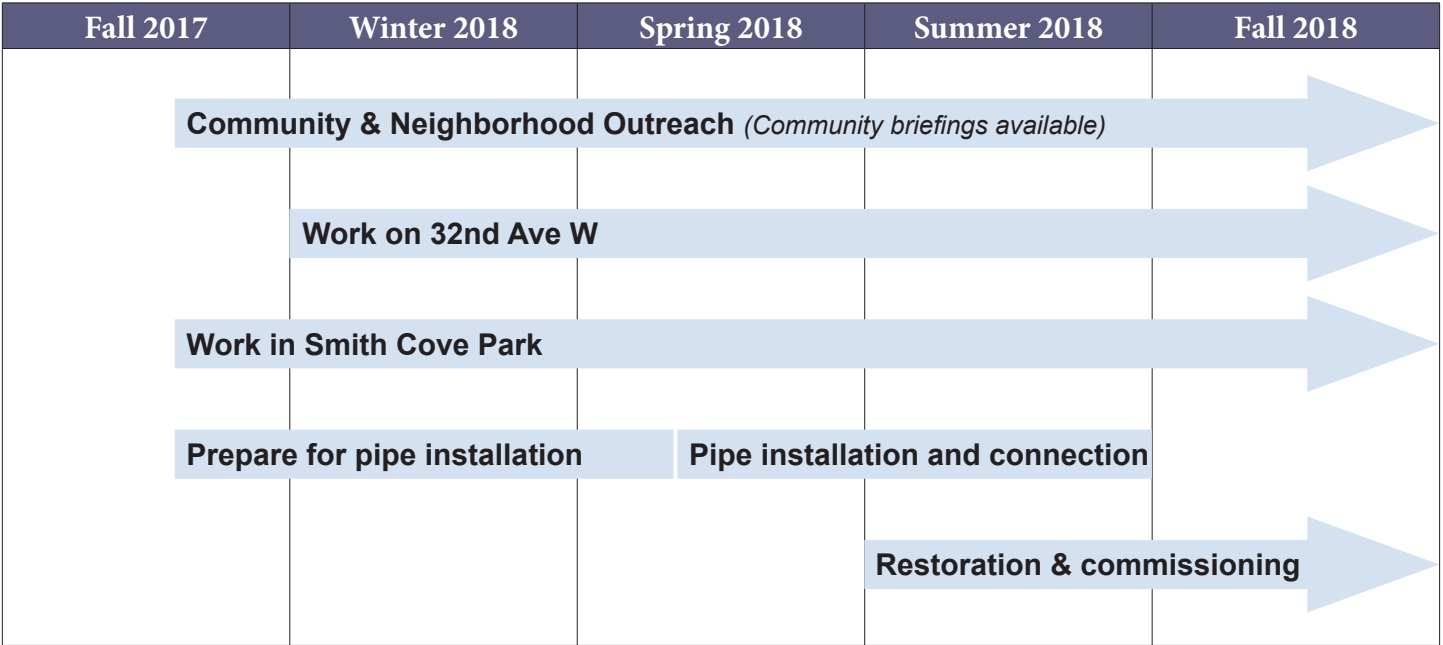 Fall 2017 Winter 2018 Spring 2018 Summer 2018 Fall 2018
Community & Neighborhood Outreach (Community briefings available)
Work on 32nd Ave W
Work in Smith Cove Park
Prepare for pipe installation Pipe installation and connection
Restoration & commissioning